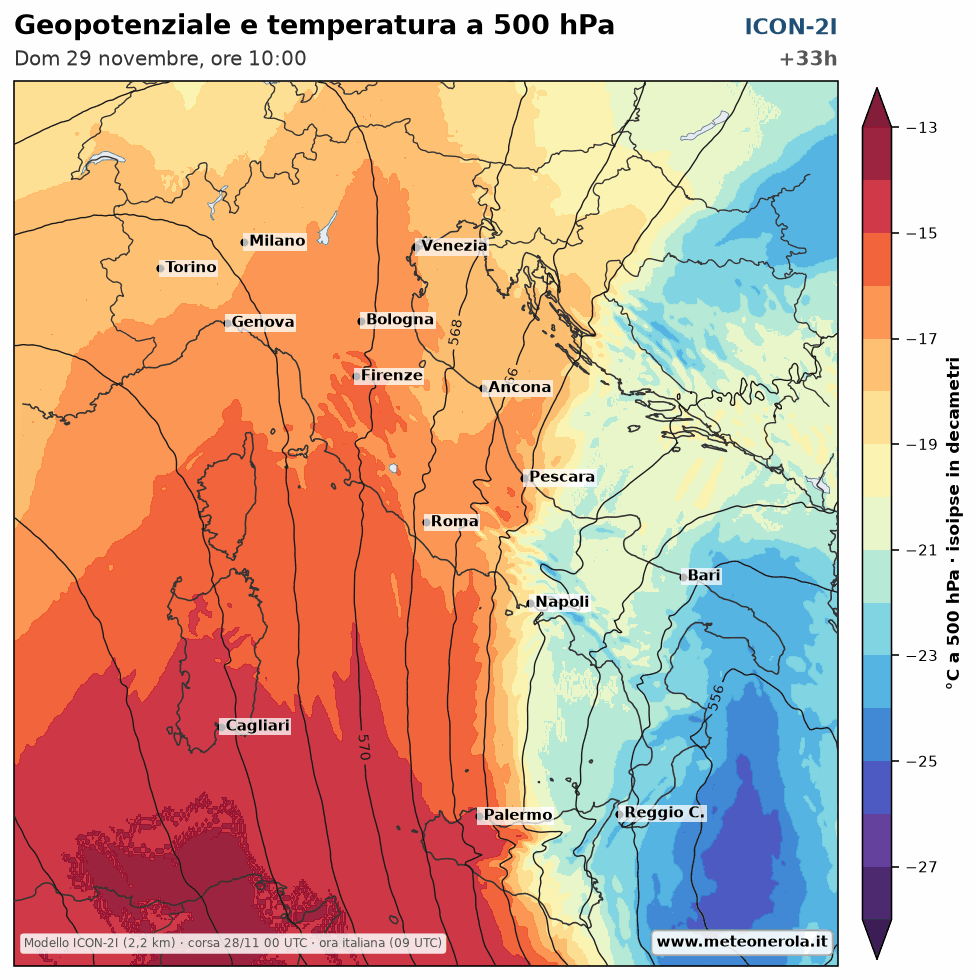 Geopotenziale e temperatura a 500 hPa
ICON-2I
Dom 29 novembre, ore 10:00
+33h
Milano
Venezia
Torino
Genova
Bologna
568
Firenze
Ancona
Pescara
Roma
Bari
Napoli
556
Cagliari
570
Palermo
Reggio C.
Modello ICON-2I (2,2 km) · corsa 28/11 00 UTC · ora italiana (09 UTC)
www.meteonerola.it
−13
−15
−17
−19
−21
−23
−25
−27
°C a 500 hPa · isoipse in decametri